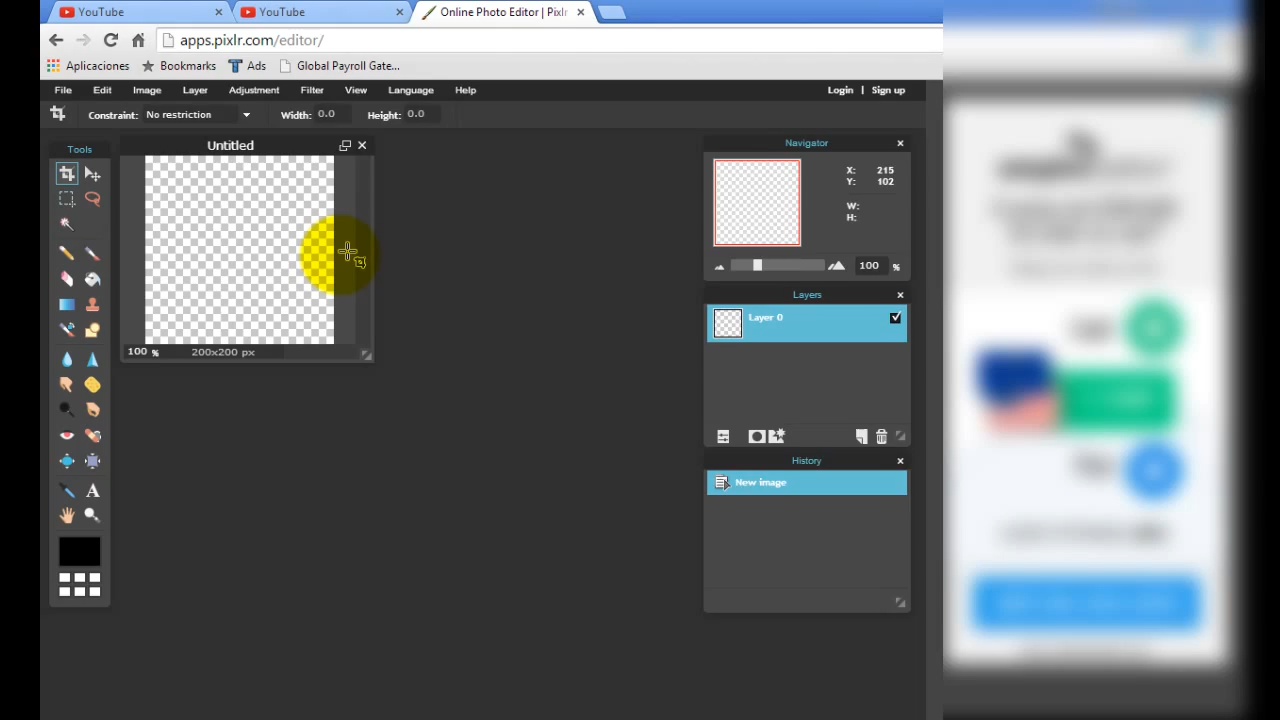 YouTube
YouTube
Online Photo Editor | Pixlr
apps.pixlr.com/editor/
Aplicaciones
Bookmarks
Ads
Global Payroll Gate...
File Edit Image Layer Adjustment Filter View Language Help
Login | Sign up
Constraint: No restriction Width: 0.0 Height: 0.0
Tools
Untitled
100 % 200x200 px
Navigator
X: 215
Y: 102
W:
H:
100 %
Layers
Layer 0
History
New image
A